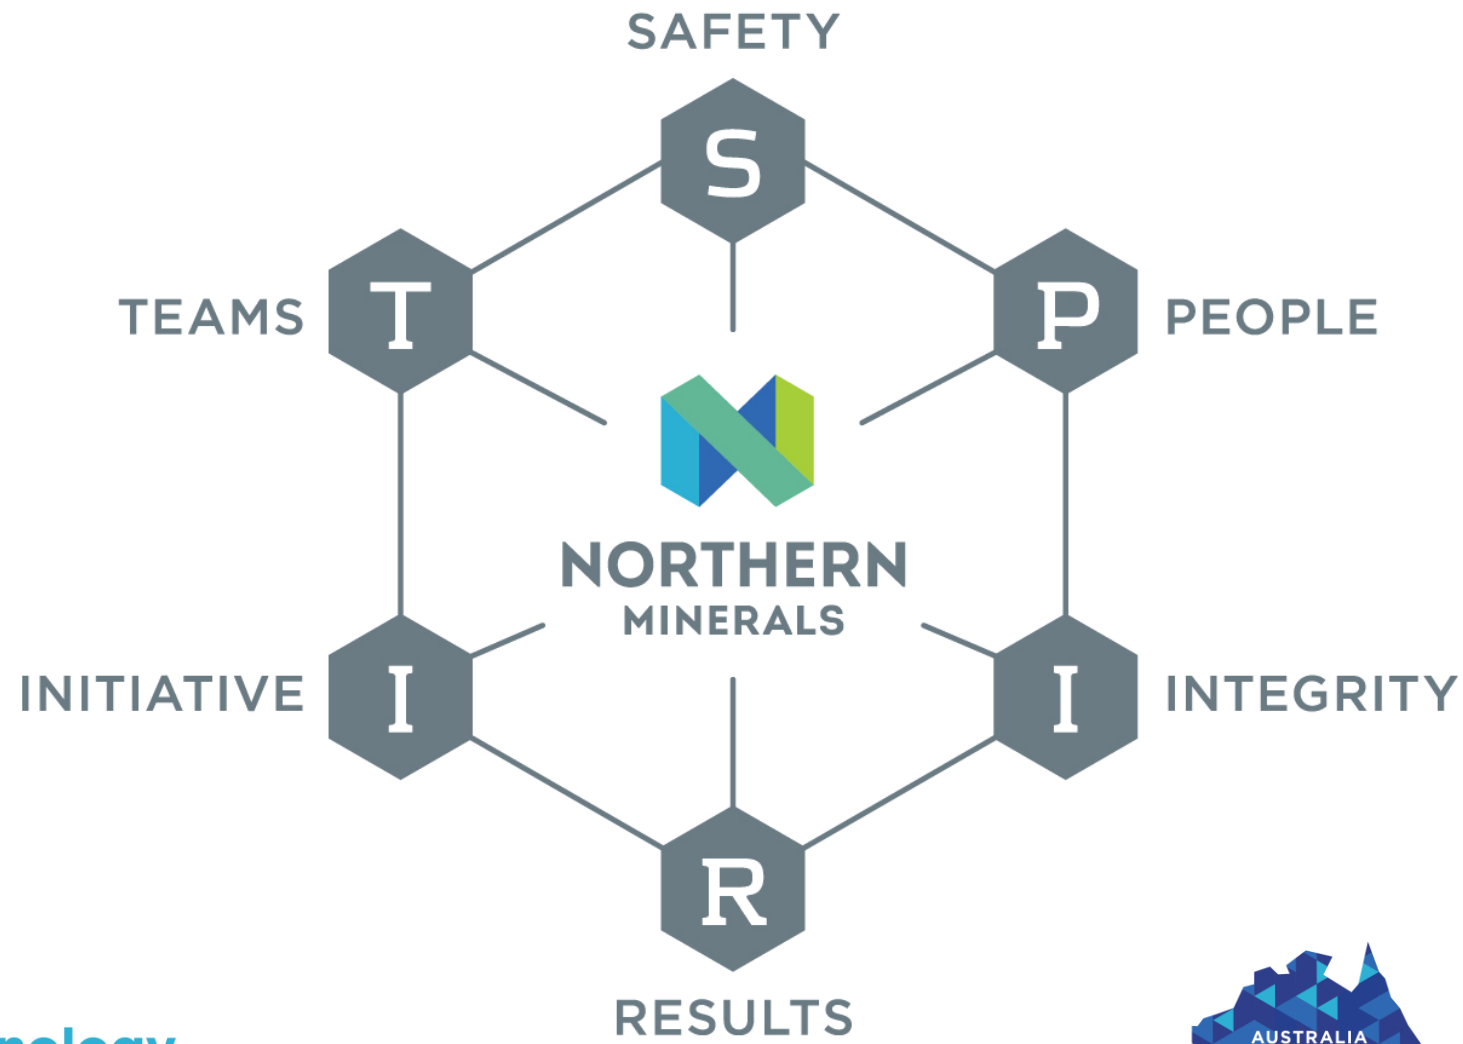 SAFETY
S
TEAMS
T
P
PEOPLE
NORTHERN
MINERALS
INITIATIVE
I
I
INTEGRITY
R
RESULTS
AUSTRALIA